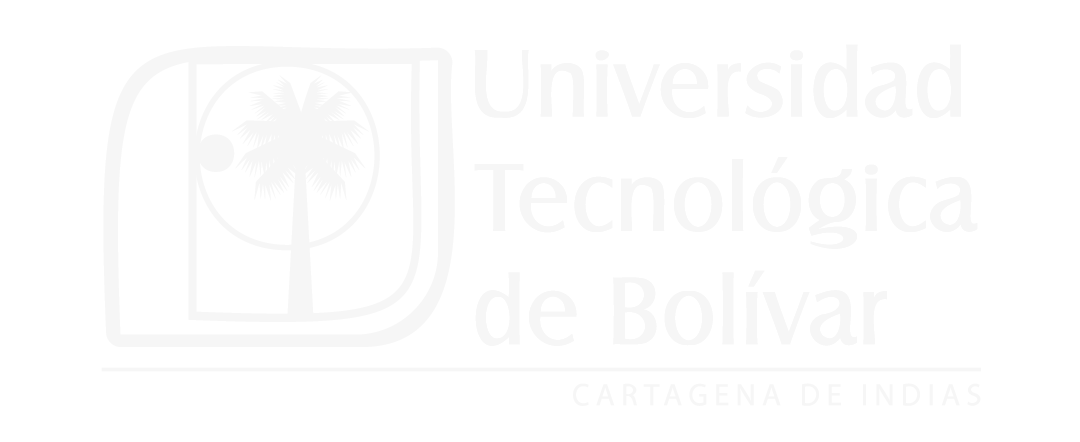 Universidad
Tecnológica
de Bolívar
CARTAGENA DE INDIAS